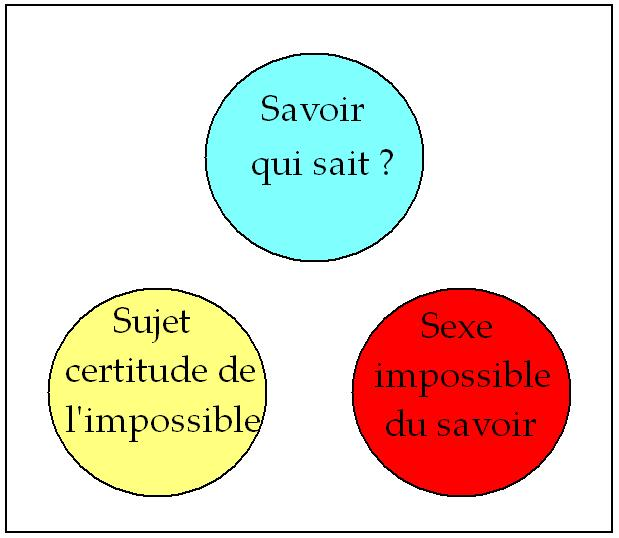 Savoir
qui sait ?
Sujet
certitude de
l'impossible
Sexe
impossible
du savoir